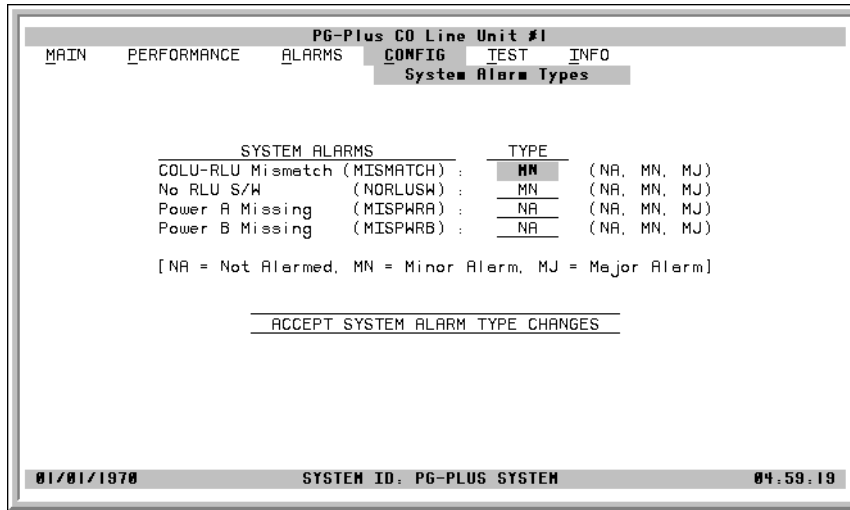 PG-Plus CO Line Unit #1
MAIN PERFORMANCE ALARMS CONFIG TEST INFO
System Alarm Types
SYSTEM ALARMS TYPE
COLU-RLU Mismatch (MISMATCH) : MN (NA, MN, MJ)
No RLU S/W (NORLUSW) : MN (NA, MN, MJ)
Power A Missing (MISPWRA) : NA (NA, MN, MJ)
Power B Missing (MISPWRB) : NA (NA, MN, MJ)
[NA = Not Alarmed, MN = Minor Alarm, MJ = Major Alarm]
ACCEPT SYSTEM ALARM TYPE CHANGES
01/01/1970 SYSTEM ID: PG-PLUS SYSTEM 04:59:19